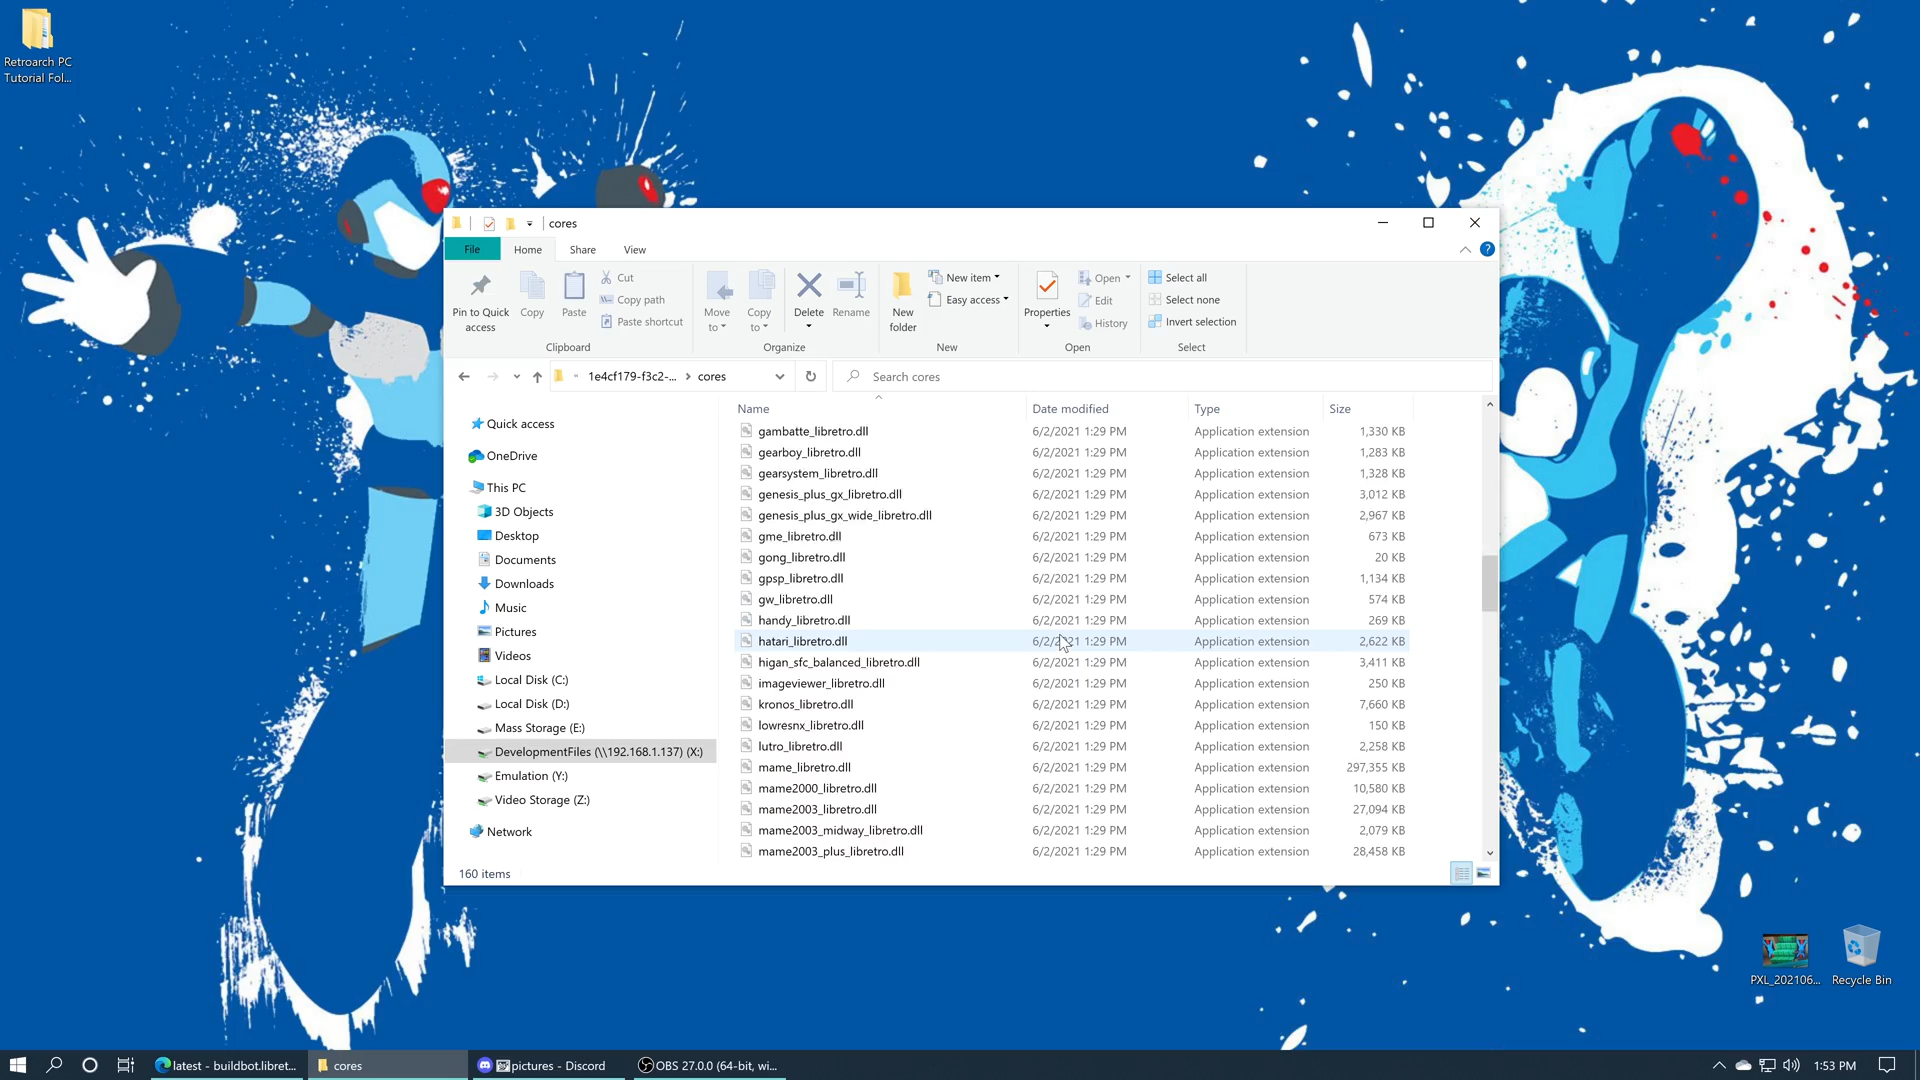 Retroarch PC
Tutorial Fol...
cores
File
Home
Share
View
Pin to Quick
access
Copy
Paste
Cut
Copy path
Paste shortcut
Clipboard
Move
to
Copy
to
Delete
Rename
Organize
New
folder
New item
Easy access
New
Properties
Open
Edit
History
Open
Select all
Select none
Invert selection
Select
1e4cf179-f3c2-...
cores
Search cores
Quick access
OneDrive
This PC
3D Objects
Desktop
Documents
Downloads
Music
Pictures
Videos
Local Disk (C:)
Local Disk (D:)
Mass Storage (E:)
DevelopmentFiles (\\192.168.1.137) (X:)
Emulation (Y:)
Video Storage (Z:)
Network
Name Date modified Type Size
gambatte_libretro.dll 6/2/2021 1:29 PM Application extension 1,330 KB
gearboy_libretro.dll 6/2/2021 1:29 PM Application extension 1,283 KB
gearsystem_libretro.dll 6/2/2021 1:29 PM Application extension 1,328 KB
genesis_plus_gx_libretro.dll 6/2/2021 1:29 PM Application extension 3,012 KB
genesis_plus_gx_wide_libretro.dll 6/2/2021 1:29 PM Application extension 2,967 KB
gme_libretro.dll 6/2/2021 1:29 PM Application extension 673 KB
gong_libretro.dll 6/2/2021 1:29 PM Application extension 20 KB
gpsp_libretro.dll 6/2/2021 1:29 PM Application extension 1,134 KB
gw_libretro.dll 6/2/2021 1:29 PM Application extension 574 KB
handy_libretro.dll 6/2/2021 1:29 PM Application extension 269 KB
hatari_libretro.dll 6/2/2021 1:29 PM Application extension 2,622 KB
higan_sfc_balanced_libretro.dll 6/2/2021 1:29 PM Application extension 3,411 KB
imageviewer_libretro.dll 6/2/2021 1:29 PM Application extension 250 KB
kronos_libretro.dll 6/2/2021 1:29 PM Application extension 7,660 KB
lowresnx_libretro.dll 6/2/2021 1:29 PM Application extension 150 KB
lutro_libretro.dll 6/2/2021 1:29 PM Application extension 2,258 KB
mame_libretro.dll 6/2/2021 1:29 PM Application extension 297,355 KB
mame2000_libretro.dll 6/2/2021 1:29 PM Application extension 10,580 KB
mame2003_libretro.dll 6/2/2021 1:29 PM Application extension 27,094 KB
mame2003_midway_libretro.dll 6/2/2021 1:29 PM Application extension 2,079 KB
mame2003_plus_libretro.dll 6/2/2021 1:29 PM Application extension 28,458 KB
160 items
PXL_202106...
Recycle Bin
latest - buildbot.libret...
cores
pictures - Discord
OBS 27.0.0 (64-bit, wi...
1:53 PM